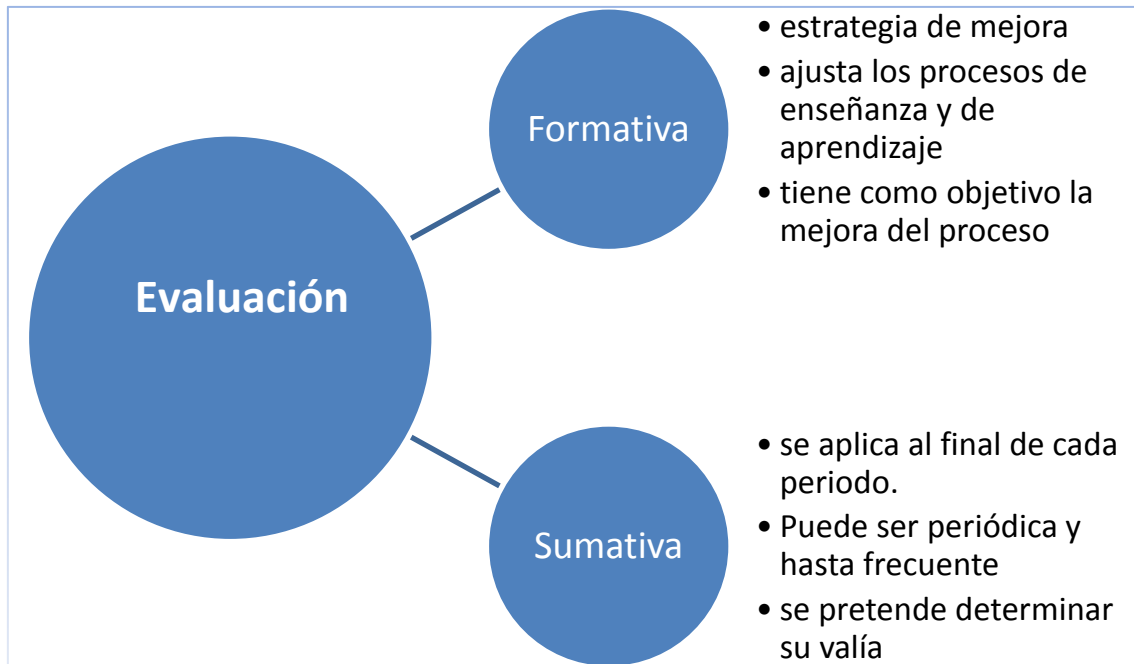 Evaluación
Formativa
• estrategia de mejora
• ajusta los procesos de
enseñanza y de
aprendizaje
• tiene como objetivo la
mejora del proceso
Sumativa
• se aplica al final de cada
periodo.
• Puede ser periódica y
hasta frecuente
• se pretende determinar
su valía